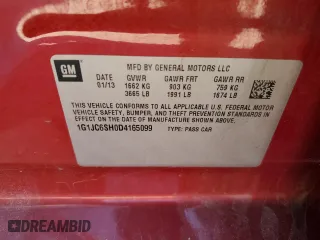 GM
MFD BY GENERAL MOTORS LLC
DATE GVWR GAWR FRT GAWR RR
01/13 1662 KG 903 KG 759 KG
3665 LB 1991 LB 1674 LB
THIS VEHICLE CONFORMS TO ALL APPLICABLE U.S. FEDERAL MOTOR
VEHICLE SAFETY, BUMPER, AND THEFT PREVENTION STANDARDS IN
EFFECT ON THE DATE OF MANUFACTURE SHOWN ABOVE.
1G1JC6SH0D4165099 TYPE: PASS CAR
DREAMBID